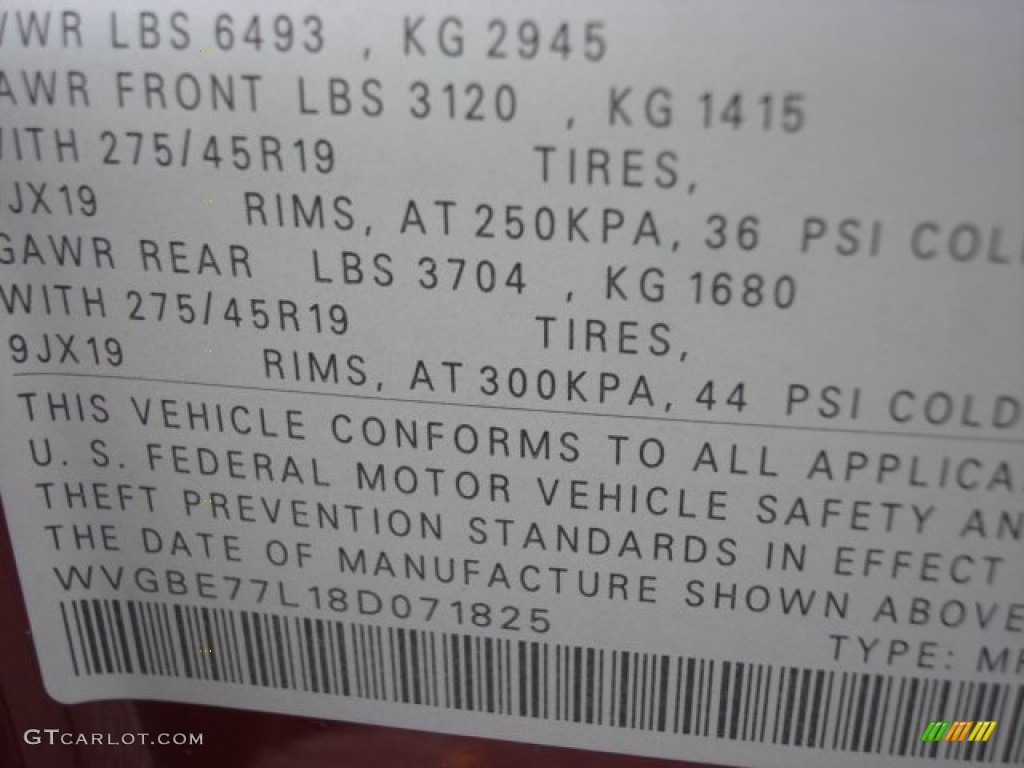 VWR LBS 6493 , KG 2945
AWR FRONT LBS 3120 , KG 1415
WITH 275/45R19 TIRES,
JX19 RIMS, AT 250KPA, 36 PSI COLD
GAWR REAR LBS 3704 , KG 1680
WITH 275/45R19 TIRES,
9JX19 RIMS, AT 300KPA, 44 PSI COLD
THIS VEHICLE CONFORMS TO ALL APPLICA
U. S. FEDERAL MOTOR VEHICLE SAFETY AN
THEFT PREVENTION STANDARDS IN EFFECT
THE DATE OF MANUFACTURE SHOWN ABOVE
WVGBE77L18D071825
TYPE: MP
GTCARLOT.COM